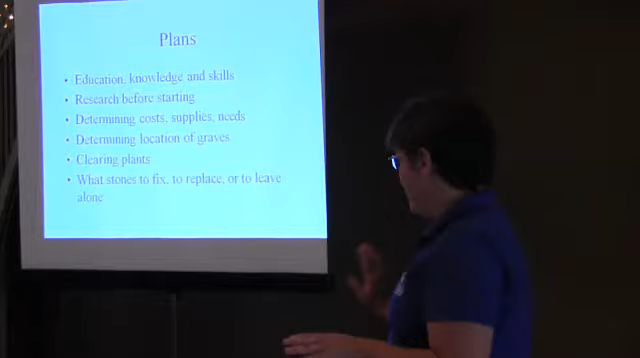 Plans
• Education, knowledge and skills
• Research before starting
• Determining costs, supplies, needs
• Determining location of graves
• Clearing plants
• What stones to fix, to replace, or to leave
alone